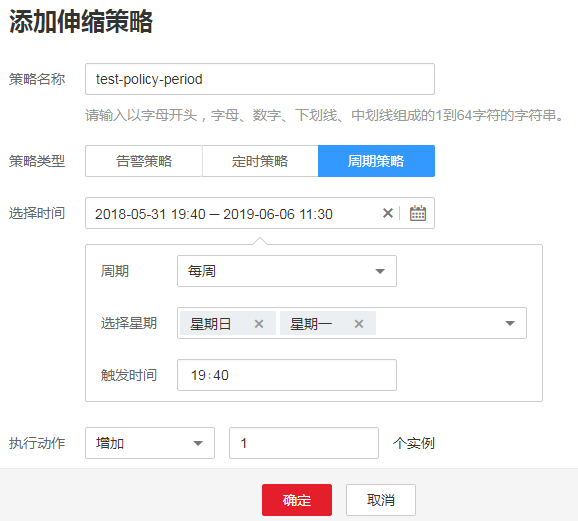 添加伸缩策略
策略名称 test-policy-period
请输入以字母开头，字母、数字、下划线、中划线组成的1到64字符的字符串。
策略类型 告警策略 定时策略 周期策略
选择时间 2018-05-31 19:40 – 2019-06-06 11:30 ×
周期 每周
选择星期 星期日 × 星期一 ×
触发时间 19:40
执行动作 增加 1 个实例
确定 取消